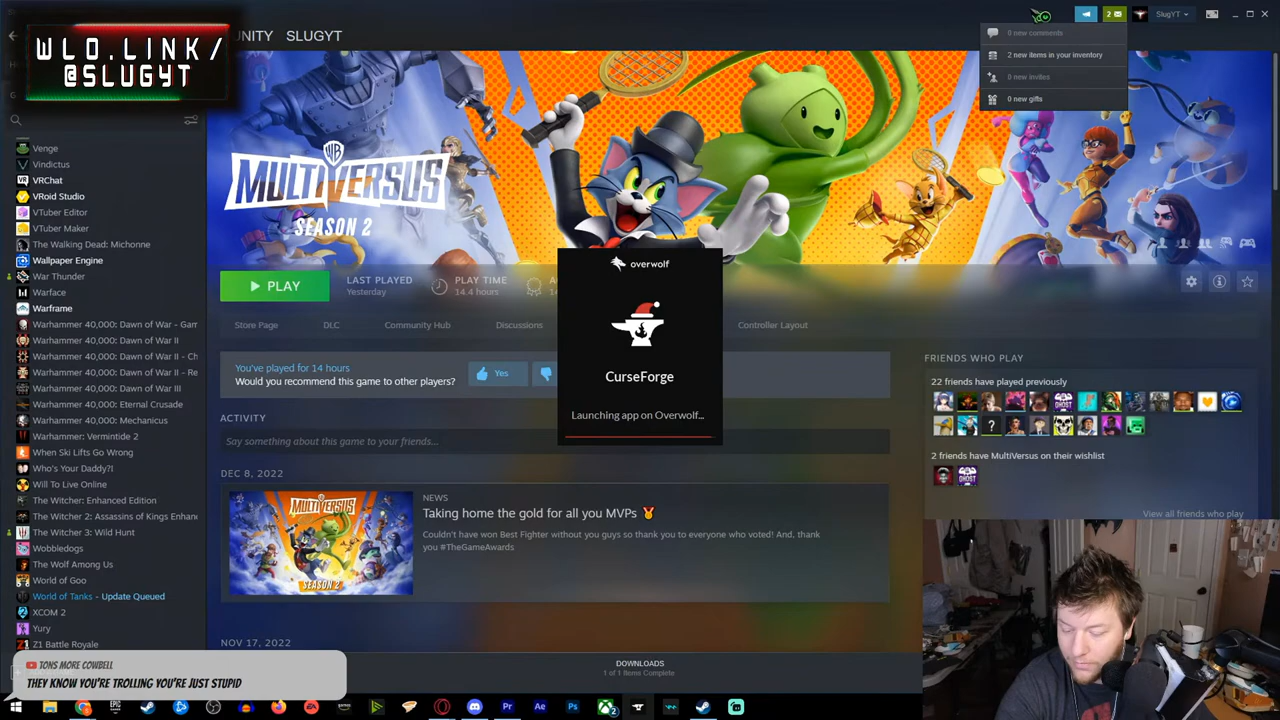 WLO.LINK/
@SLUGYT
UNITY SLUGYT
2
SlugYT
0 new comments
2 new items in your inventory
0 new invites
0 new gifts
Venge
Vindictus
VRChat
VRoid Studio
VTuber Editor
VTuber Maker
The Walking Dead: Michonne
Wallpaper Engine
War Thunder
Warface
Warframe
Warhammer 40,000: Dawn of War - Gam
Warhammer 40,000: Dawn of War II
Warhammer 40,000: Dawn of War II - Ch
Warhammer 40,000: Dawn of War II - Re
Warhammer 40,000: Dawn of War III
Warhammer 40,000: Eternal Crusade
Warhammer 40,000: Mechanicus
Warhammer: Vermintide 2
When Ski Lifts Go Wrong
Who's Your Daddy?!
Will To Live Online
The Witcher: Enhanced Edition
The Witcher 2: Assassins of Kings Enhanc
The Witcher 3: Wild Hunt
Wobbledogs
The Wolf Among Us
World of Goo
World of Tanks - Update Queued
XCOM 2
Yury
Z1 Battle Royale
WB
MULTIVERSUS
SEASON 2
PLAY
LAST PLAYED
Yesterday
PLAY TIME
14.4 hours
Store Page
DLC
Community Hub
Discussions
Controller Layout
overwolf
CurseForge
Launching app on Overwolf...
You've played for 14 hours
Would you recommend this game to other players?
Yes
ACTIVITY
Say something about this game to your friends...
DEC 8, 2022
MULTIVERSUS
SEASON 2
NEWS
Taking home the gold for all you MVPs
Couldn't have won Best Fighter without you guys so thank you to everyone who voted! And, thank
you #TheGameAwards
NOV 17, 2022
FRIENDS WHO PLAY
22 friends have played previously
2 friends have MultiVersus on their wishlist
View all friends who play
DOWNLOADS
1 of 1 Items Complete
TONS MORE COWBELL
THEY KNOW YOU'RE TROLLING YOU'RE JUST STUPID